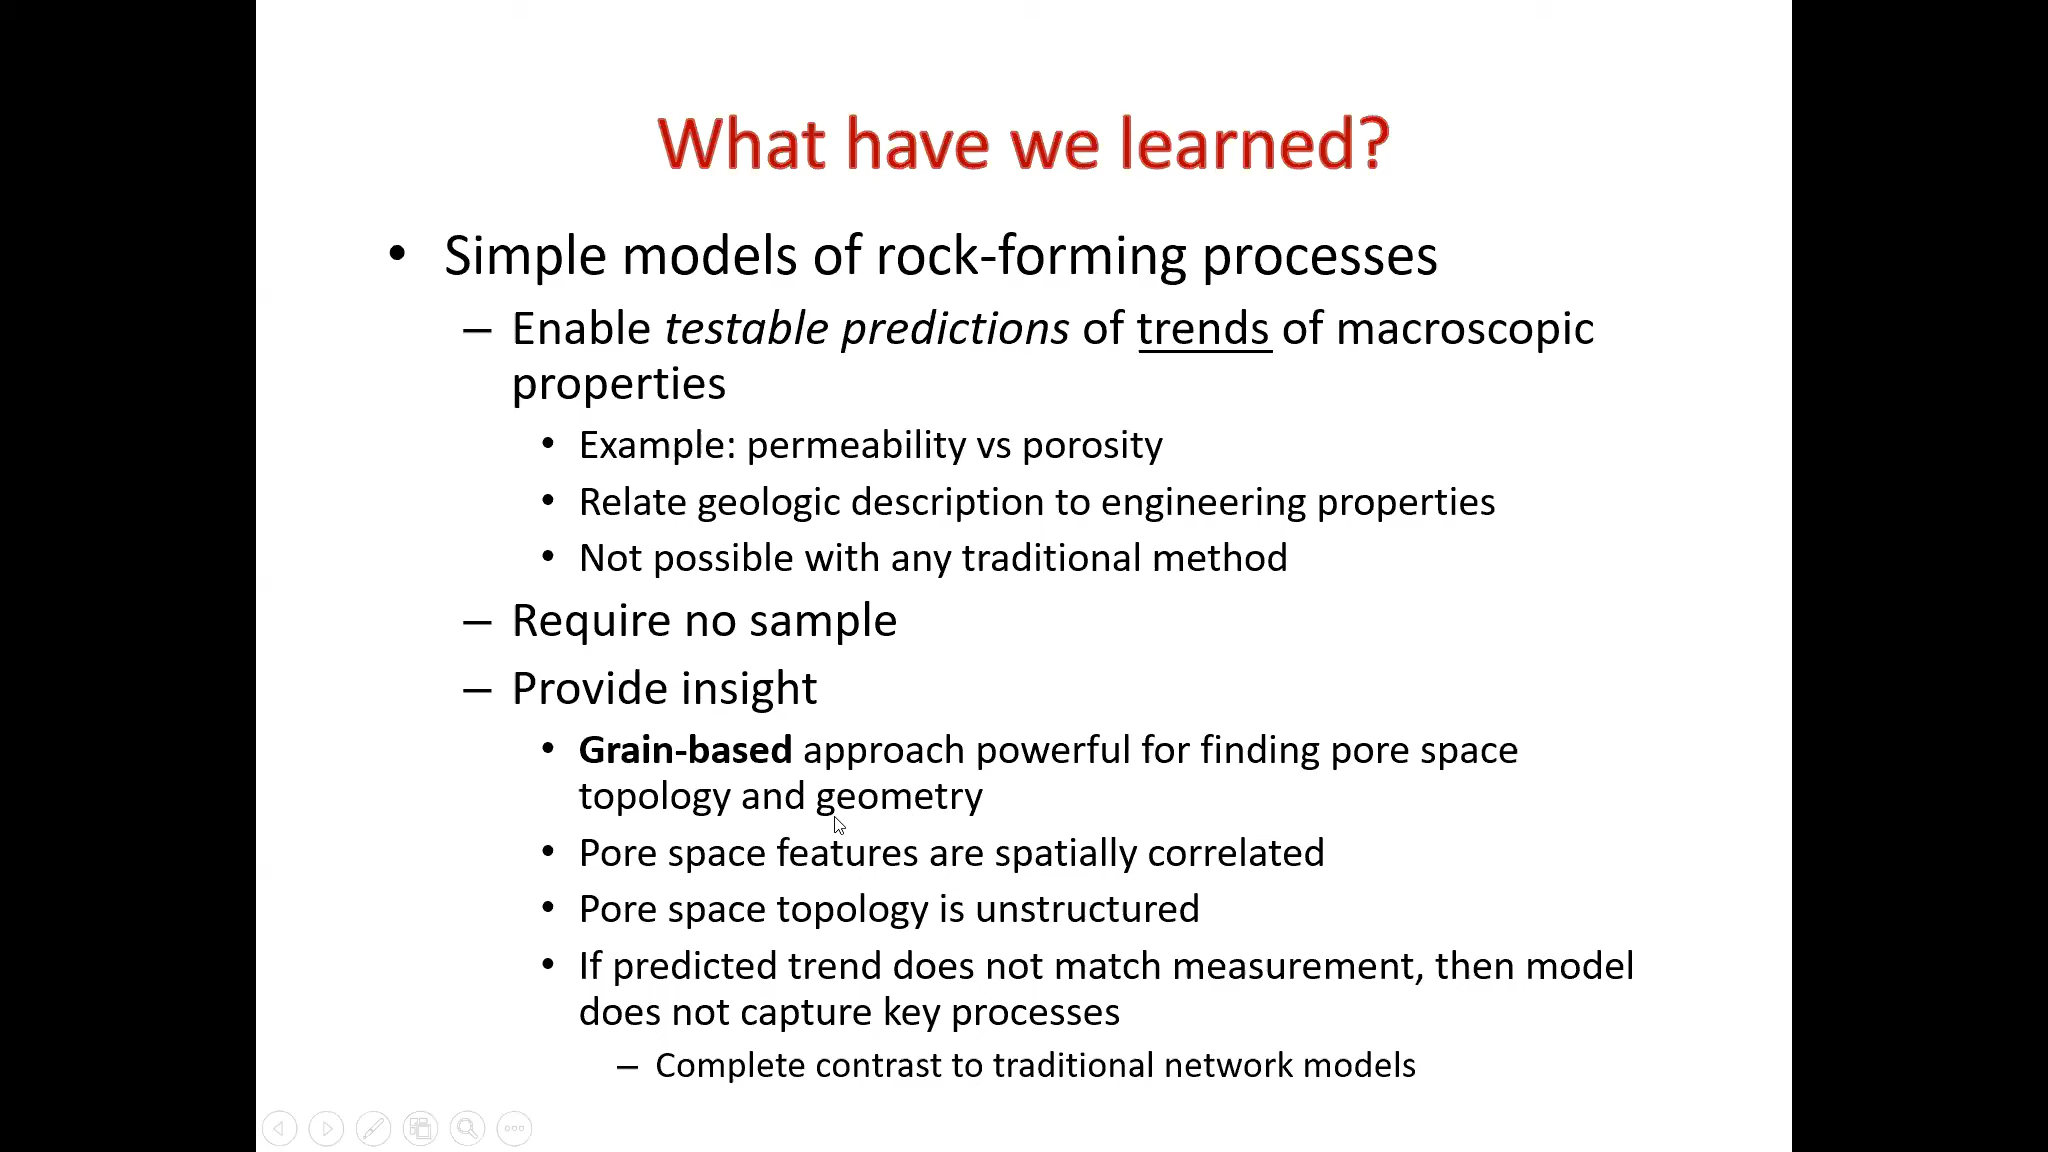 What have we learned?
• Simple models of rock-forming processes
– Enable testable predictions of trends of macroscopic
properties
• Example: permeability vs porosity
• Relate geologic description to engineering properties
• Not possible with any traditional method
– Require no sample
– Provide insight
• Grain-based approach powerful for finding pore space
topology and geometry
• Pore space features are spatially correlated
• Pore space topology is unstructured
• If predicted trend does not match measurement, then model
does not capture key processes
– Complete contrast to traditional network models